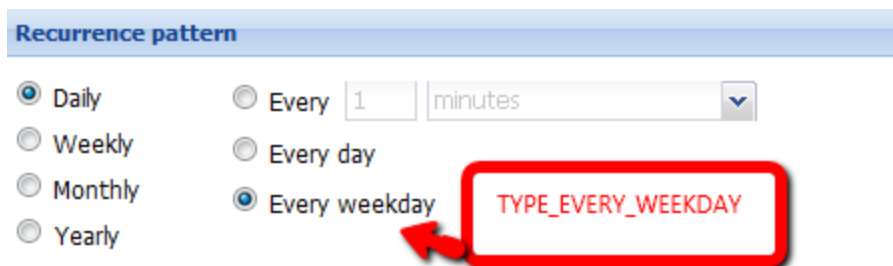 Recurrence pattern
Daily Every 1 minutes
Weekly Every day
Monthly Every weekday TYPE_EVERY_WEEKDAY
Yearly